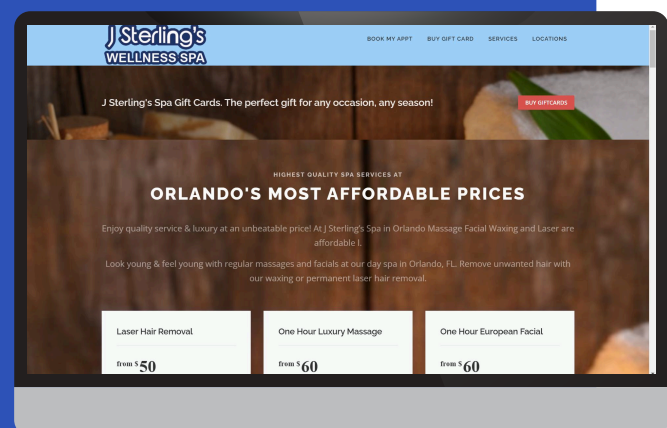 J Sterling's
WELLNESS SPA
BOOK MY APPT BUY GIFT CARD SERVICES LOCATIONS
J Sterling's Spa Gift Cards. The perfect gift for any occasion, any season!
BUY GIFTCARDS
HIGHEST QUALITY SPA SERVICES AT
ORLANDO'S MOST AFFORDABLE PRICES
Enjoy quality service & luxury at an unbeatable price! At J Sterling's Spa in Orlando Massage Facial Waxing and Laser are
affordable l.
Look young & feel young with regular massages and facials at our day spa in Orlando, FL. Remove unwanted hair with
our waxing or permanent laser hair removal.
Laser Hair Removal
from $ 50
One Hour Luxury Massage
from $ 60
One Hour European Facial
from $ 60